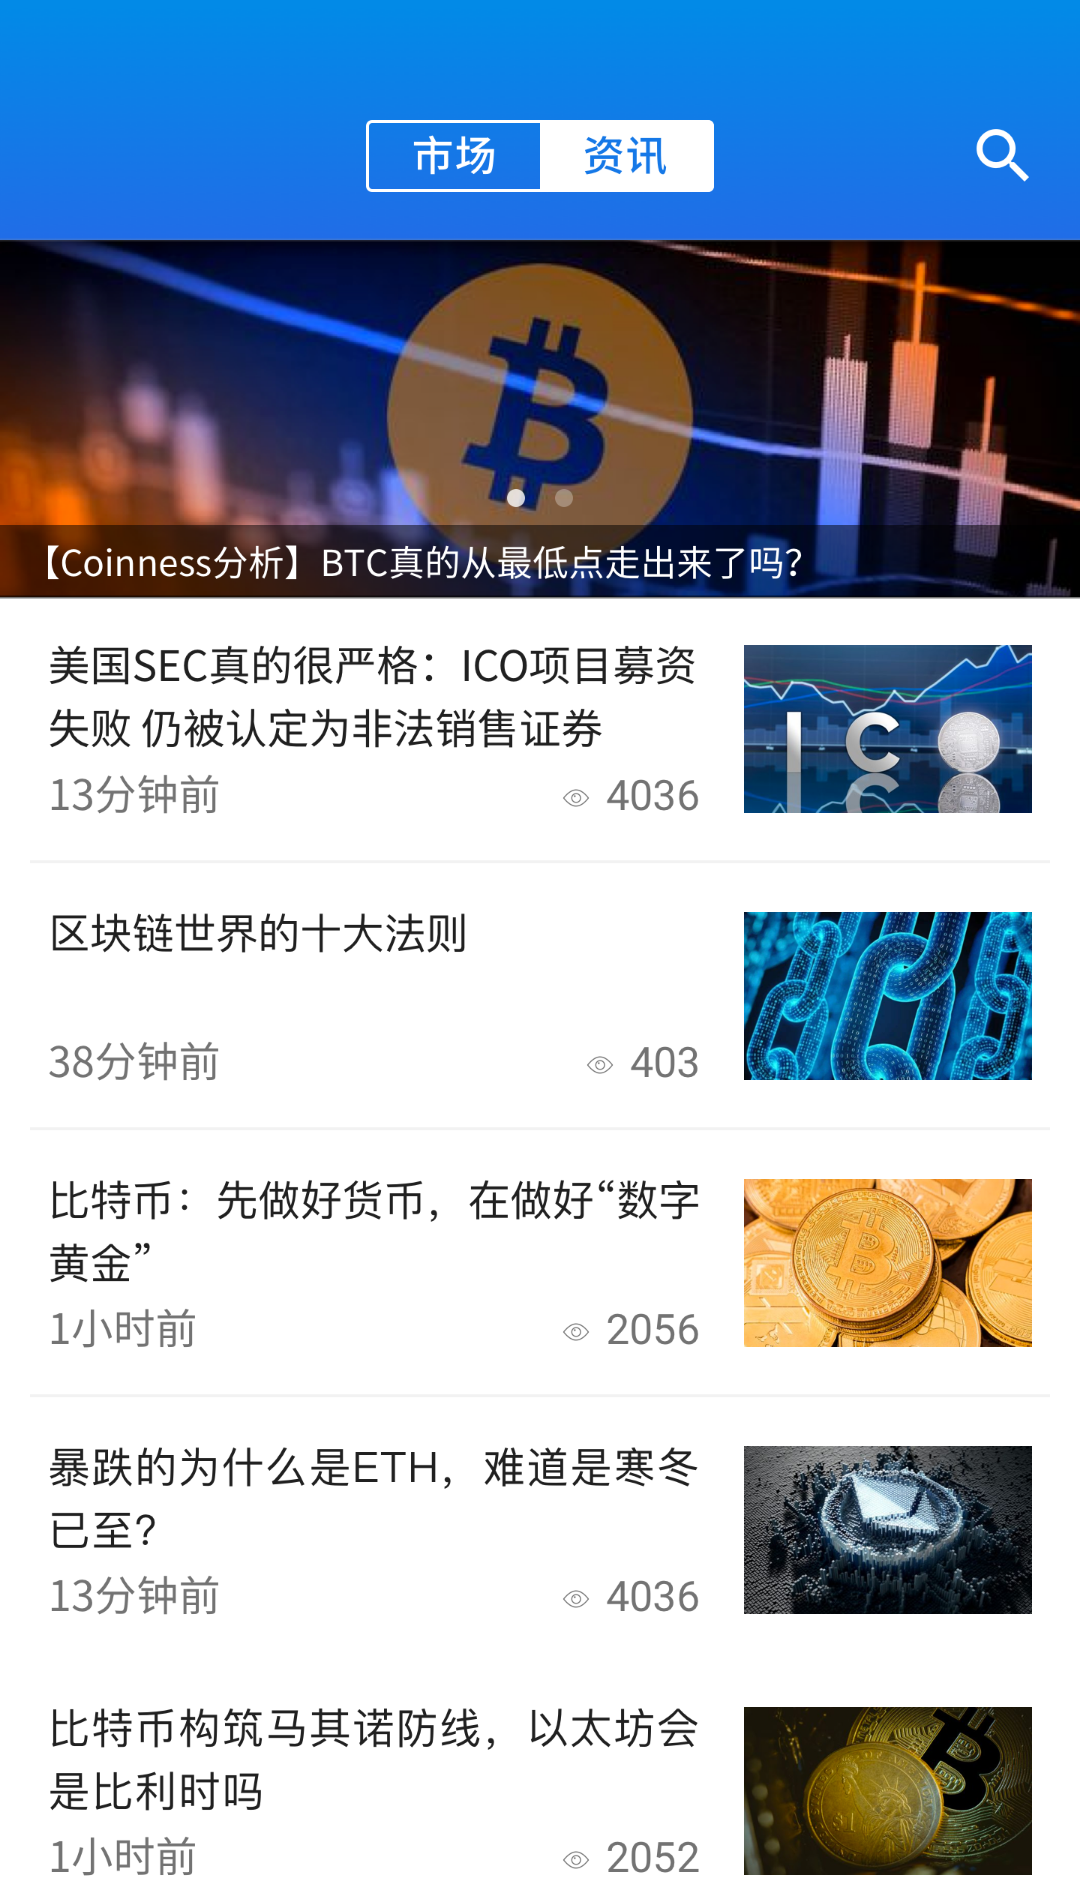 市场 资讯
【Coinness分析】BTC真的从最低点走出来了吗?
美国SEC真的很严格：ICO项目募资
失败 仍被认定为非法销售证券
13分钟前 4036
I C
区块链世界的十大法则
38分钟前 403
比特币：先做好货币，在做好“数字
黄金”
1小时前 2056
暴跌的为什么是ETH，难道是寒冬
已至?
13分钟前 4036
比特币构筑马其诺防线，以太坊会
是比利时吗
1小时前 2052